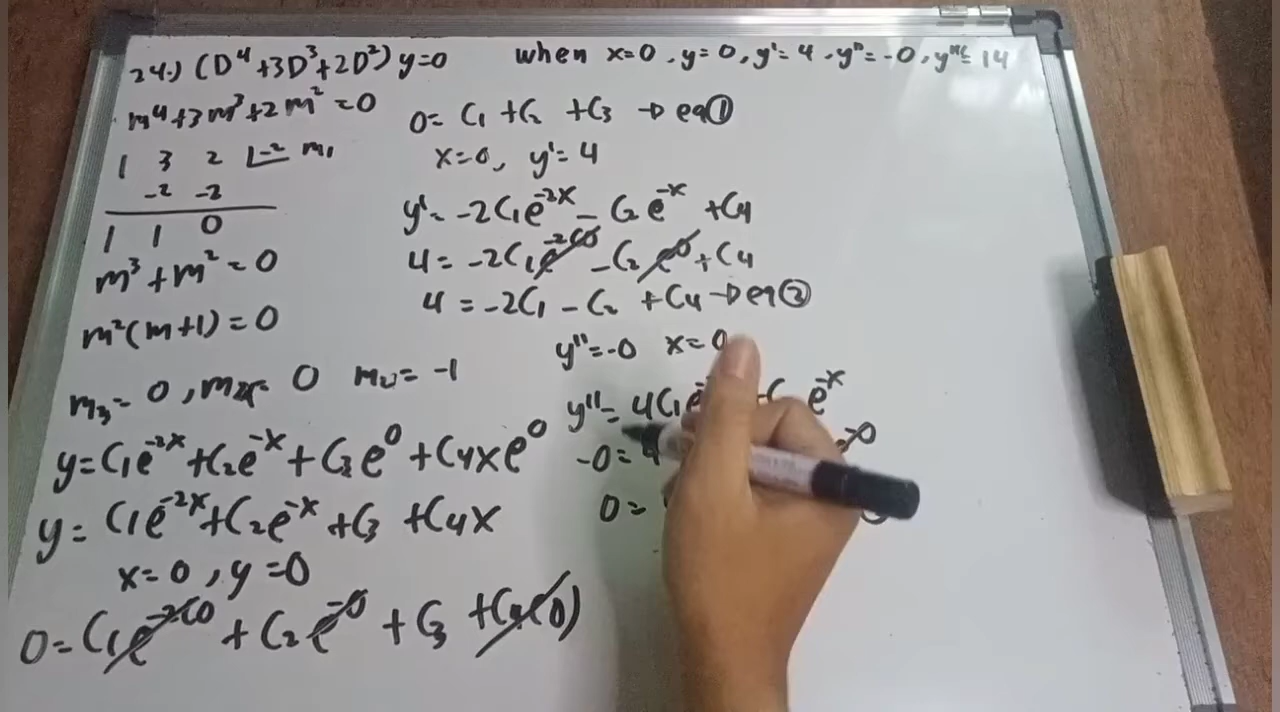 24.) (D⁴+3D³+2D²)y=0 when x=0, y=0, y'=4, y''=-0, y'''=14
m⁴+3m³+2m²=0
1 3 2 |-2 m₁
-2 -2
1 1 0
m³+m²=0
m²(m+1)=0
m₃=0, m₄=0 m₂=-1
y=C₁e⁻²ˣ+C₂e⁻ˣ+C₃e⁰+C₄xe⁰
y=C₁e⁻²ˣ+C₂e⁻ˣ+C₃+C₄x
x=0, y=0
0=C₁e⁻²⁽⁰⁾+C₂e⁻⁰+C₃+C₄(0)
0=C₁+C₂+C₃→eq①
x=0, y'=4
y'=-2C₁e⁻²ˣ-C₂e⁻ˣ+C₄
4=-2C₁e⁻²⁽⁰⁾-C₂e⁰+C₄
4=-2C₁-C₂+C₄→eq②
y''=-0 x=0
y''=4C₁e e⁻ˣ
-0=4
0=